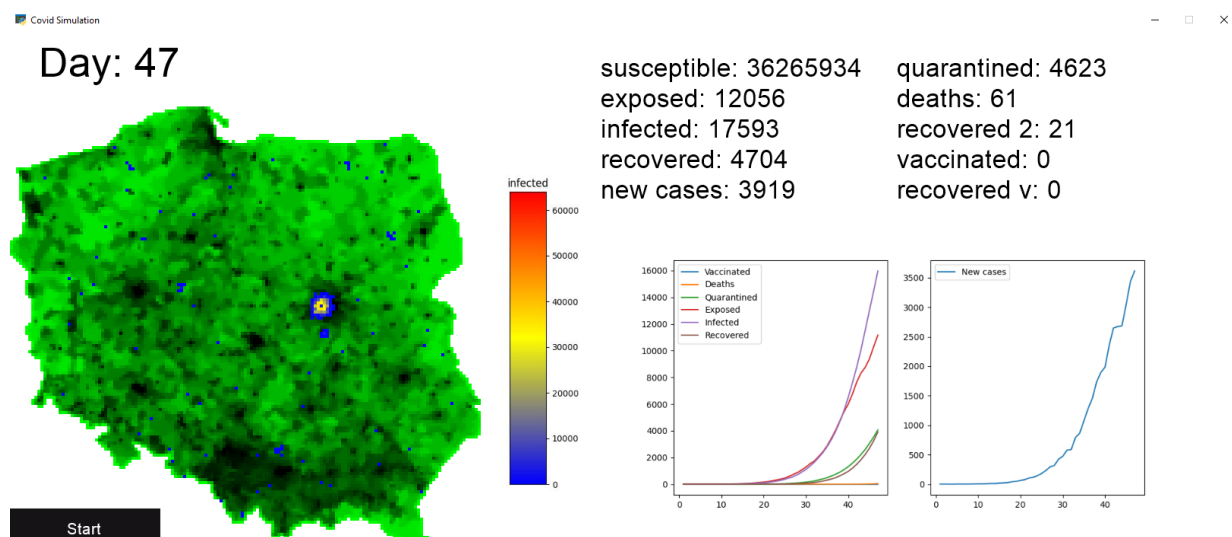 Covid Simulation
Day: 47
susceptible: 36265934
exposed: 12056
infected: 17593
recovered: 4704
new cases: 3919
quarantined: 4623
deaths: 61
recovered 2: 21
vaccinated: 0
recovered v: 0
infected
60000
50000
40000
30000
20000
10000
0
16000
14000
12000
10000
8000
6000
4000
2000
0
Vaccinated
Deaths
Quarantined
Exposed
Infected
Recovered
0 10 20 30 40
3500
3000
2500
2000
1500
1000
500
0
New cases
0 10 20 30 40
Start